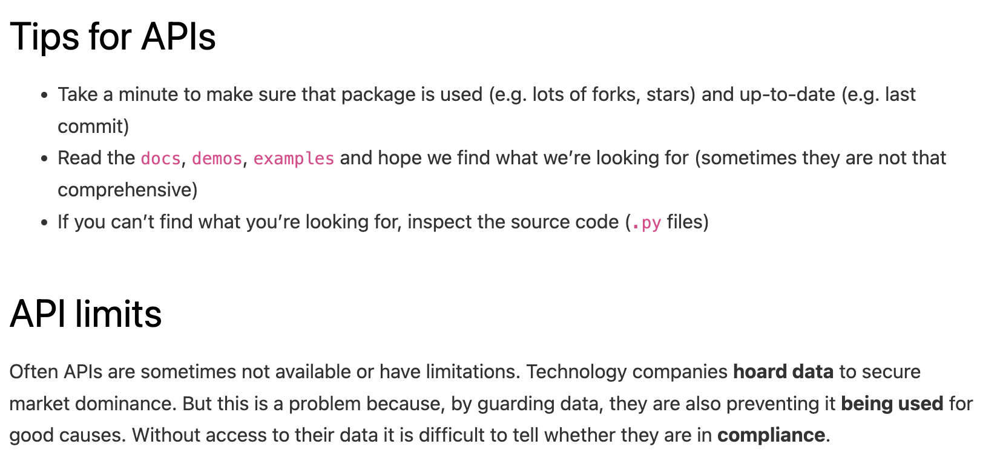 Tips for APIs
• Take a minute to make sure that package is used (e.g. lots of forks, stars) and up-to-date (e.g. last
commit)
• Read the docs, demos, examples and hope we find what we’re looking for (sometimes they are not that
comprehensive)
• If you can’t find what you’re looking for, inspect the source code (.py files)
API limits
Often APIs are sometimes not available or have limitations. Technology companies hoard data to secure
market dominance. But this is a problem because, by guarding data, they are also preventing it being used for
good causes. Without access to their data it is difficult to tell whether they are in compliance.